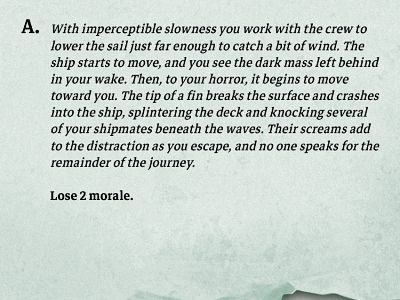 A. With imperceptible slowness you work with the crew to
lower the sail just far enough to catch a bit of wind. The
ship starts to move, and you see the dark mass left behind
in your wake. Then, to your horror, it begins to move
toward you. The tip of a fin breaks the surface and crashes
into the ship, splintering the deck and knocking several
of your shipmates beneath the waves. Their screams add
to the distraction as you escape, and no one speaks for the
remainder of the journey.
Lose 2 morale.